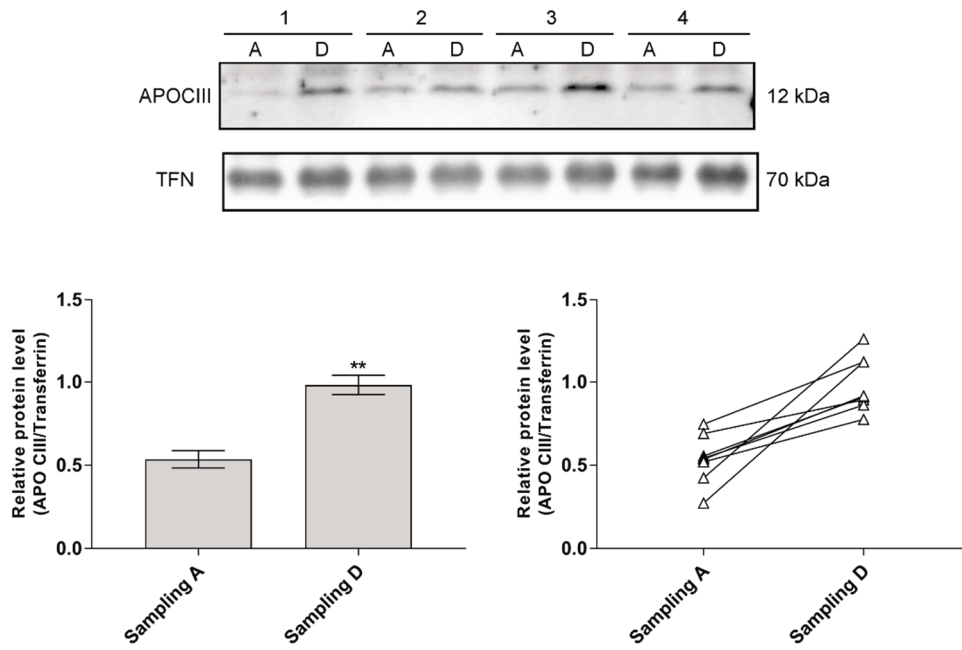 1 2 3 4
A D A D A D A D
APOCIII 12 kDa
TFN 70 kDa
Relative protein level
(APO CIII/Transferrin)
1.5
1.0
0.5
0.0
**
Sampling A
Sampling D
Relative protein level
(APO CIII/Transferrin)
1.5
1.0
0.5
0.0
Sampling A
Sampling D